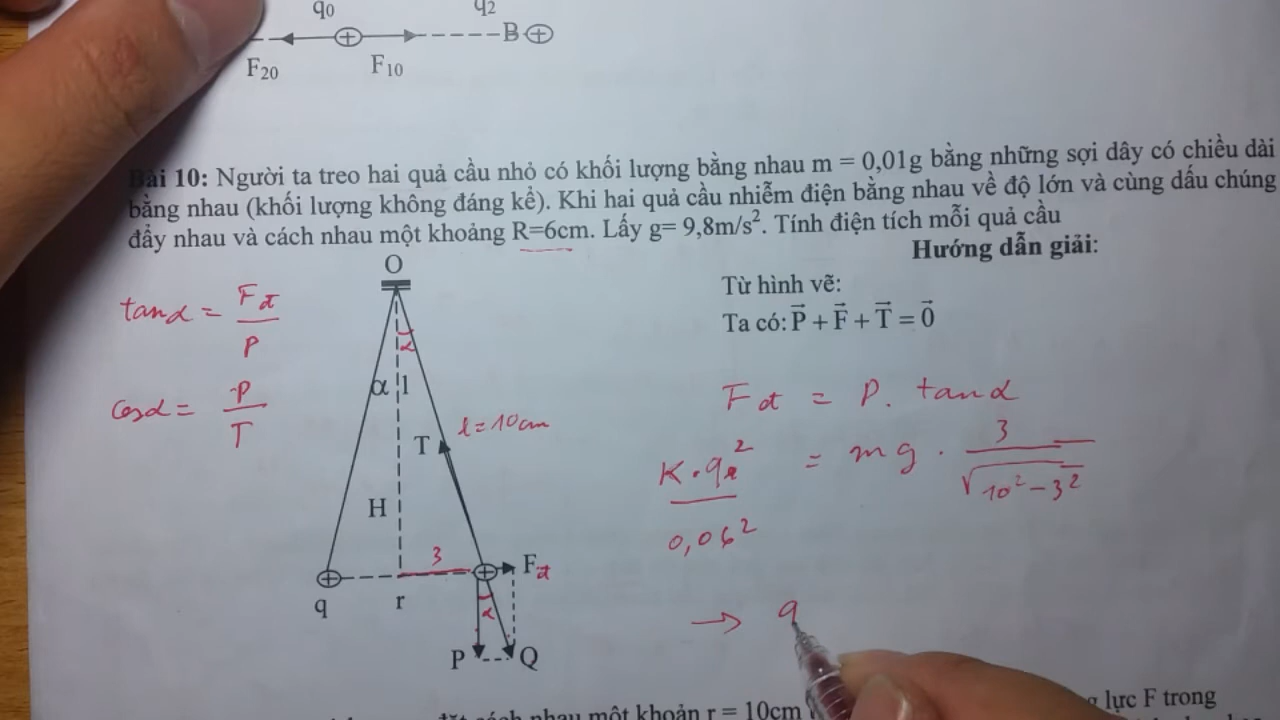 q0 q2
B
F20 F10
Bài 10: Người ta treo hai quả cầu nhỏ có khối lượng bằng nhau m = 0,01g bằng những sợi dây có chiều dài
bằng nhau (khối lượng không đáng kể). Khi hai quả cầu nhiễm điện bằng nhau về độ lớn và cùng dấu chúng
đẩy nhau và cách nhau một khoảng R=6cm. Lấy g= 9,8m/s². Tính điện tích mỗi quả cầu
Hướng dẫn giải:
O
Từ hình vẽ:
Ta có: P⃗ + F⃗ + T⃗ = 0⃗
tanα = Fđ / P
cosα = P / T
α
α l
T l = 10cm
H
3
Fđ
q r
α
P Q
Fđ = P. tanα
K.q² / 0,06² = mg . 3 / √(10² – 3²)
→ q
nhau một khoản r = 10cm
lực F trong